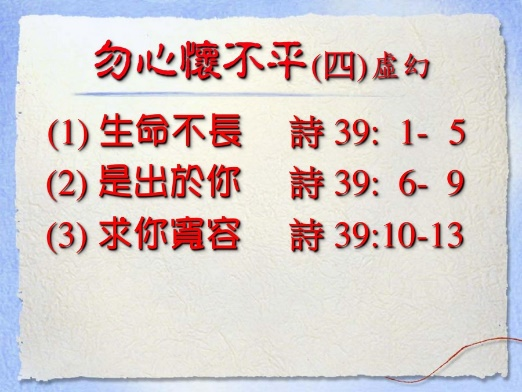 勿心懷不平(四)虛幻
(1) 生命不長 詩 39: 1- 5
(2) 是出於你 詩 39: 6- 9
(3) 求你寬容 詩 39:10-13